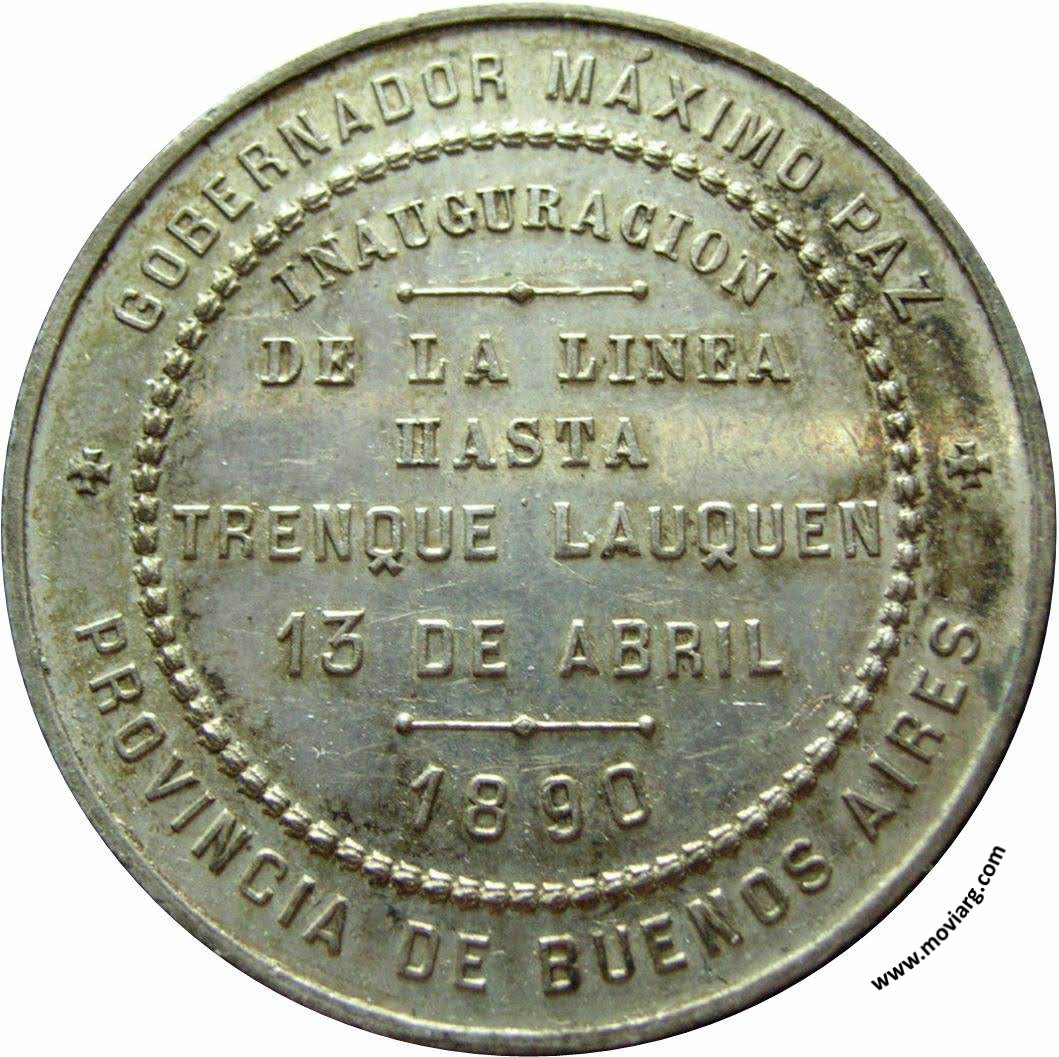 GOBERNADOR MÁXIMO PAZ
INAUGURACION
DE LA LINEA
HASTA
TRENQUE LAUQUEN
13 DE ABRIL
1890
PROVINCIA DE BUENOS AIRES
www.moviarg.com